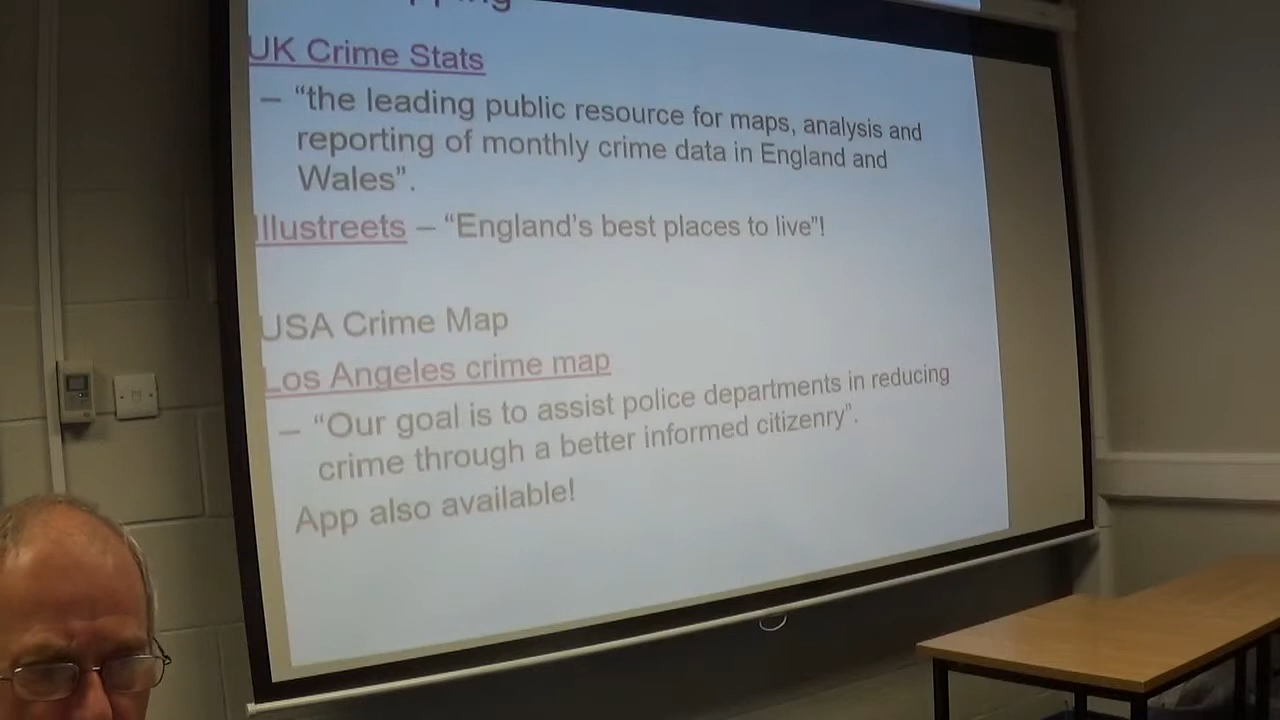 UK Crime Stats
– “the leading public resource for maps, analysis and
reporting of monthly crime data in England and
Wales”.
Illustreets – “England’s best places to live”!
USA Crime Map
Los Angeles crime map
– “Our goal is to assist police departments in reducing
crime through a better informed citizenry”.
App also available!